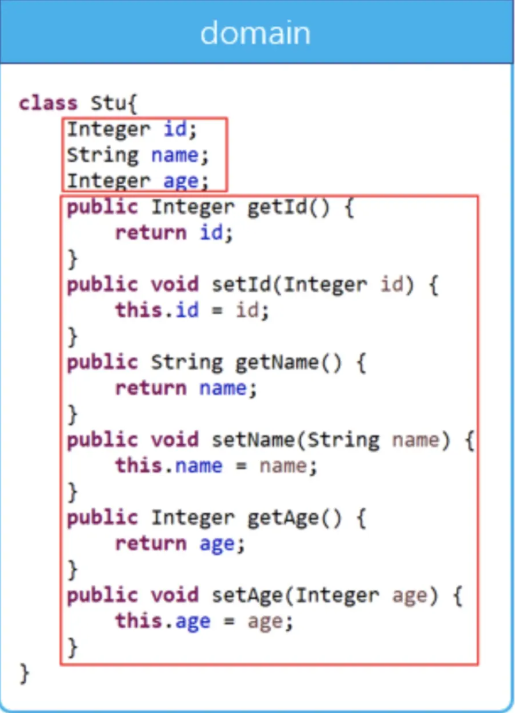 domain
class Stu{
    Integer id;
    String name;
    Integer age;
    public Integer getId() {
        return id;
    }
    public void setId(Integer id) {
        this.id = id;
    }
    public String getName() {
        return name;
    }
    public void setName(String name) {
        this.name = name;
    }
    public Integer getAge() {
        return age;
    }
    public void setAge(Integer age) {
        this.age = age;
    }
}